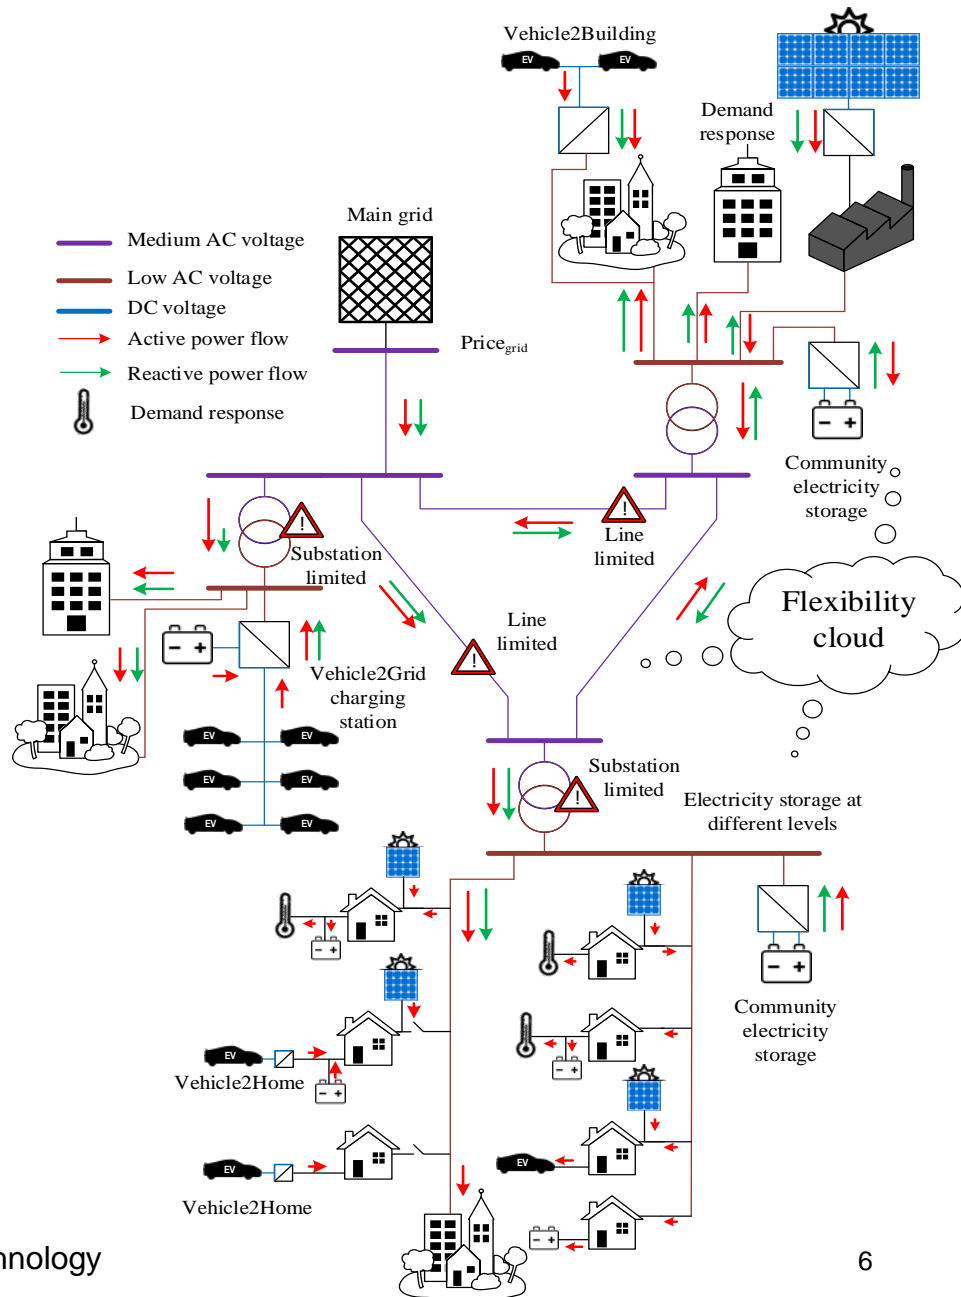 Vehicle2Building
EV
EV
Demand
response
Main grid
Medium AC voltage
Low AC voltage
DC voltage
Active power flow
Reactive power flow
Demand response
Price_grid
Community
electricity
storage
Substation
limited
Line
limited
Line
limited
Flexibility
cloud
Vehicle2Grid
charging
station
EV
EV
EV
EV
EV
EV
Substation
limited
Electricity storage at
different levels
Community
electricity
storage
EV
Vehicle2Home
EV
Vehicle2Home
EV
hnology
6